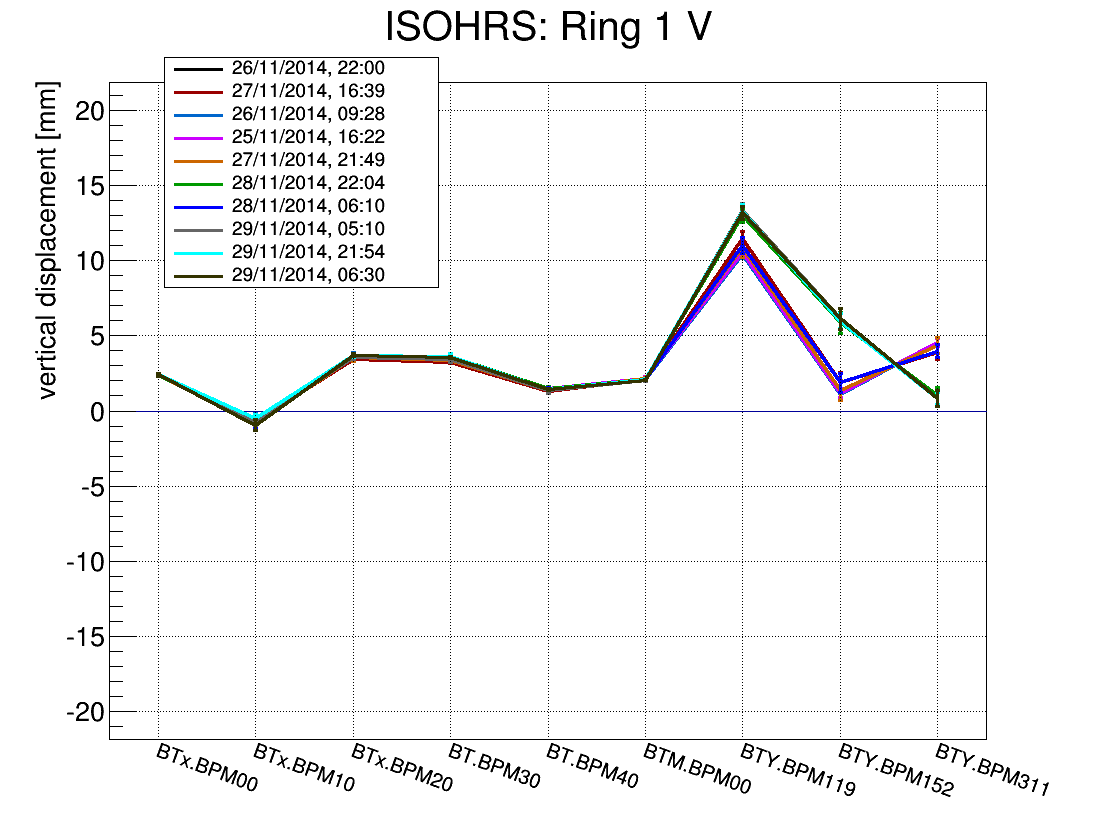 ISOHRS: Ring 1 V
26/11/2014, 22:00
27/11/2014, 16:39
26/11/2014, 09:28
25/11/2014, 16:22
27/11/2014, 21:49
28/11/2014, 22:04
28/11/2014, 06:10
29/11/2014, 05:10
29/11/2014, 21:54
29/11/2014, 06:30
vertical displacement [mm]
20
15
10
5
0
-5
-10
-15
-20
BTx.BPM00
BTx.BPM10
BTx.BPM20
BT.BPM30
BT.BPM40
BTM.BPM00
BTY.BPM119
BTY.BPM152
BTY.BPM311